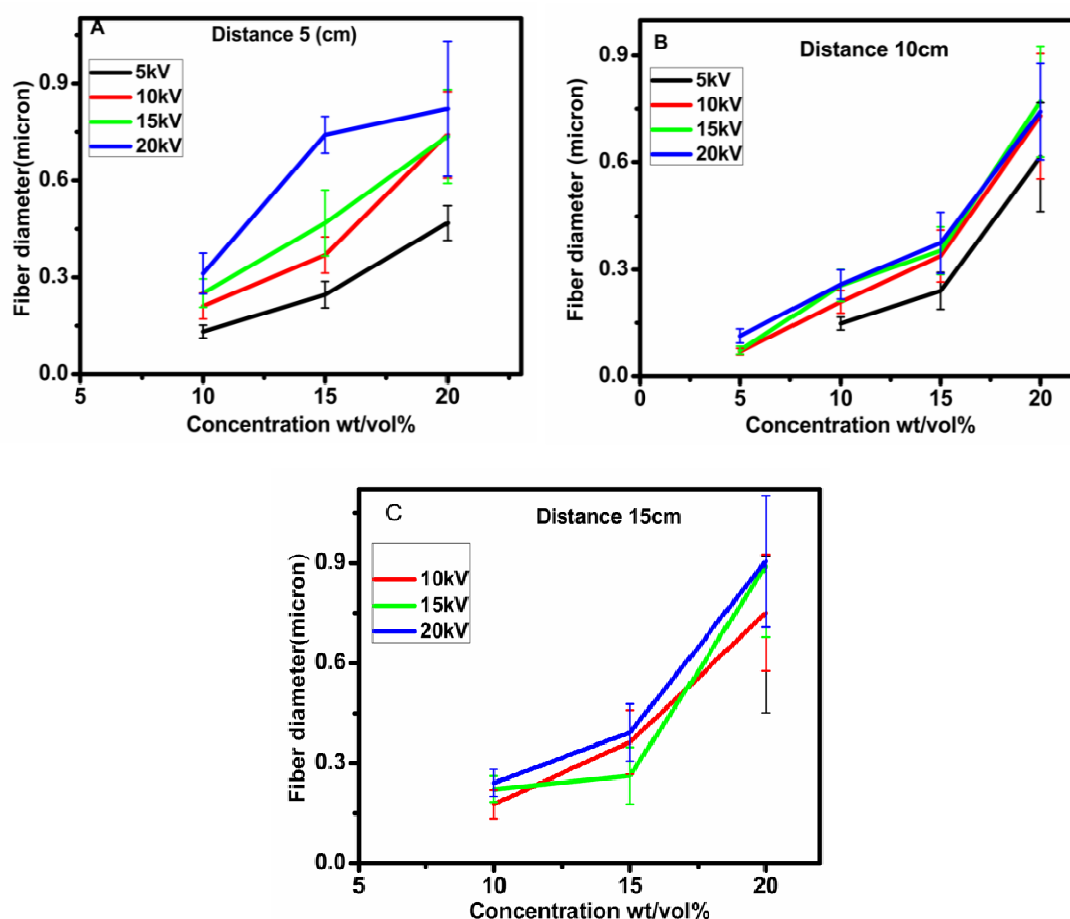 A
Distance 5 (cm)
5kV
10kV
15kV
20kV
Fiber diameter(micron)
0.9
0.6
0.3
0.0
5
10
15
20
Concentration wt/vol%
B
Distance 10cm
5kV
10kV
15kV
20kV
Fiber diameter (micron)
0.9
0.6
0.3
0.0
0
5
10
15
20
Concentration wt/vol%
C
Distance 15cm
10kV
15kV
20kV
Fiber diameter(micron)
0.9
0.6
0.3
0.0
5
10
15
20
Concentration wt/vol%